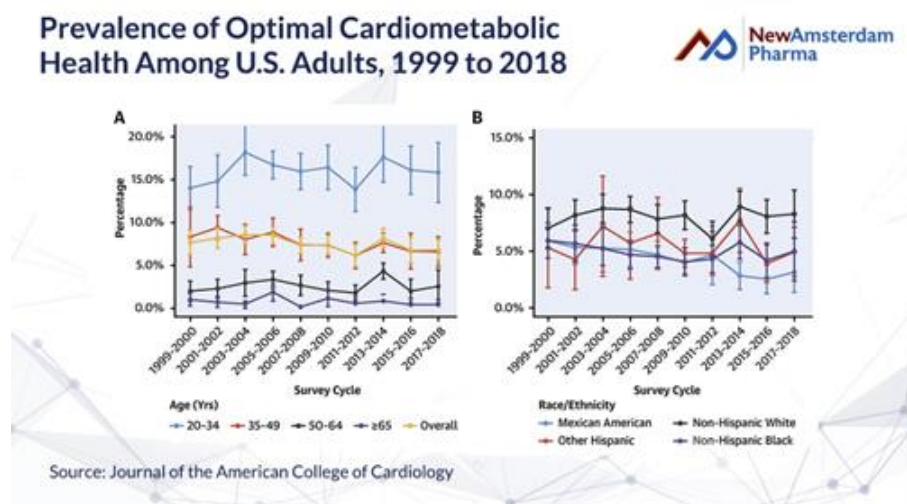 Prevalence of Optimal Cardiometabolic
Health Among U.S. Adults, 1999 to 2018
NewAmsterdam
Pharma
A
20.0%
15.0%
10.0%
5.0%
0.0%
Percentage
1999-2000
2001-2002
2003-2004
2005-2006
2007-2008
2009-2010
2011-2012
2013-2014
2015-2016
2017-2018
Survey Cycle
Age (Yrs)
20-34 35-49 50-64 ≥65 Overall
B
15.0%
10.0%
5.0%
0.0%
Percentage
1999-2000
2001-2002
2003-2004
2005-2006
2007-2008
2009-2010
2011-2012
2013-2014
2015-2016
2017-2018
Survey Cycle
Race/Ethnicity
Mexican American Non-Hispanic White
Other Hispanic Non-Hispanic Black
Source: Journal of the American College of Cardiology